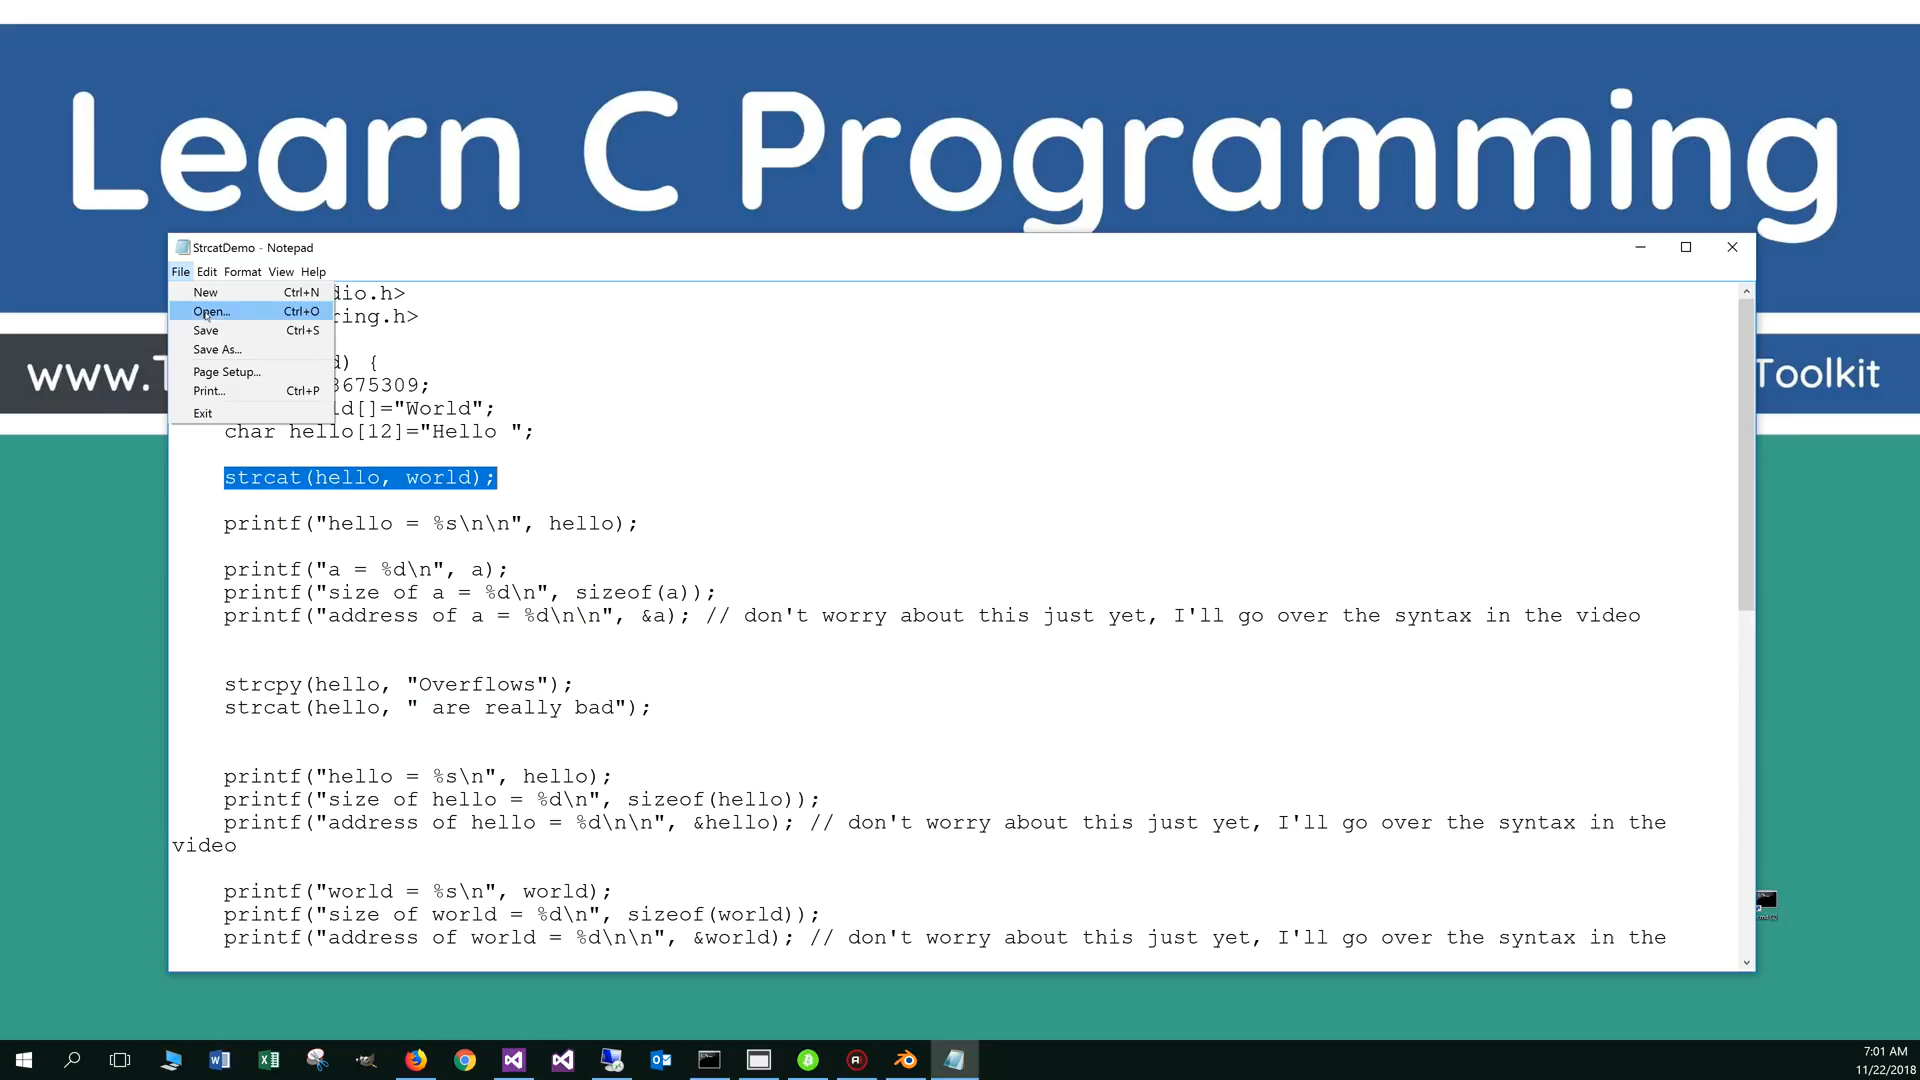 Learn C Programming
www.T
Toolkit
StrcatDemo - Notepad
File Edit Format View Help
New Ctrl+N
Open... Ctrl+O
Save Ctrl+S
Save As...
Page Setup...
Print... Ctrl+P
Exit
dio.h>
ring.h>
d) {
3675309;
ld[]="World";
char hello[12]="Hello ";
strcat(hello, world);
printf("hello = %s\n\n", hello);
printf("a = %d\n", a);
printf("size of a = %d\n", sizeof(a));
printf("address of a = %d\n\n", &a); // don't worry about this just yet, I'll go over the syntax in the video
strcpy(hello, "Overflows");
strcat(hello, " are really bad");
printf("hello = %s\n", hello);
printf("size of hello = %d\n", sizeof(hello));
printf("address of hello = %d\n\n", &hello); // don't worry about this just yet, I'll go over the syntax in the
video
printf("world = %s\n", world);
printf("size of world = %d\n", sizeof(world));
printf("address of world = %d\n\n", &world); // don't worry about this just yet, I'll go over the syntax in the
7:01 AM
11/22/2018